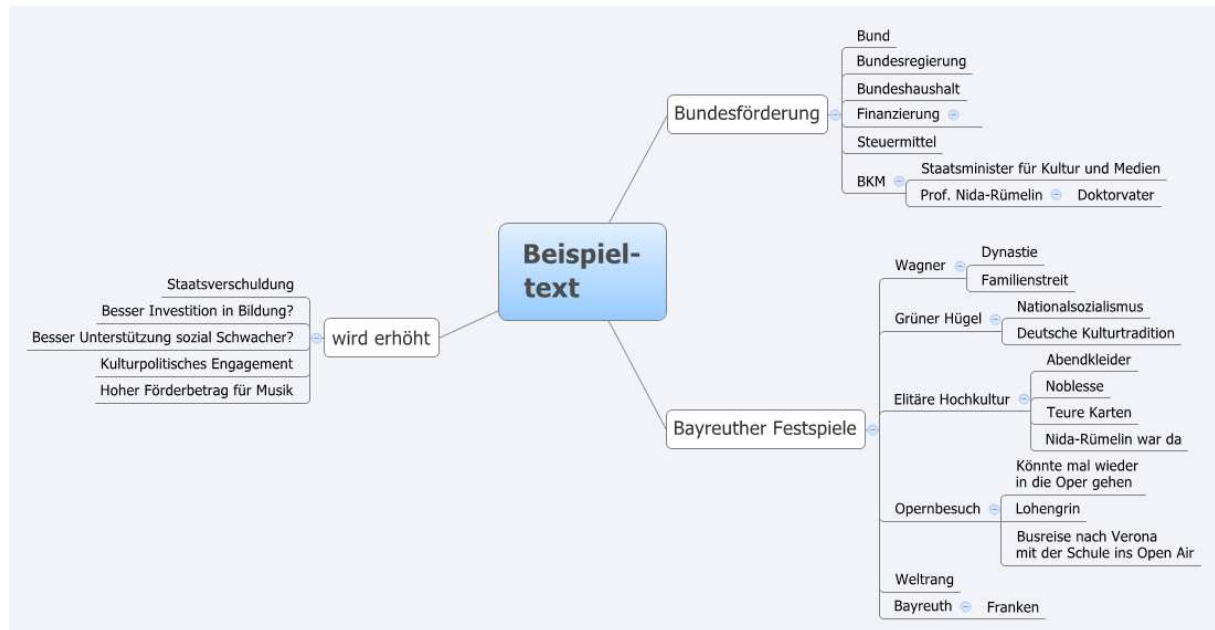 Beispiel-
text
Bundesförderung
Bund
Bundesregierung
Bundeshaushalt
Finanzierung
Steuermittel
BKM
Staatsminister für Kultur und Medien
Prof. Nida-Rümelin
Doktorvater
Bayreuther Festspiele
Wagner
Dynastie
Familienstreit
Grüner Hügel
Nationalsozialismus
Deutsche Kulturtradition
Elitäre Hochkultur
Abendkleider
Noblesse
Teure Karten
Nida-Rümelin war da
Opernbesuch
Könnte mal wieder
in die Oper gehen
Lohengrin
Busreise nach Verona
mit der Schule ins Open Air
Weltrang
Bayreuth
Franken
wird erhöht
Staatsverschuldung
Besser Investition in Bildung?
Besser Unterstützung sozial Schwacher?
Kulturpolitisches Engagement
Hoher Förderbetrag für Musik